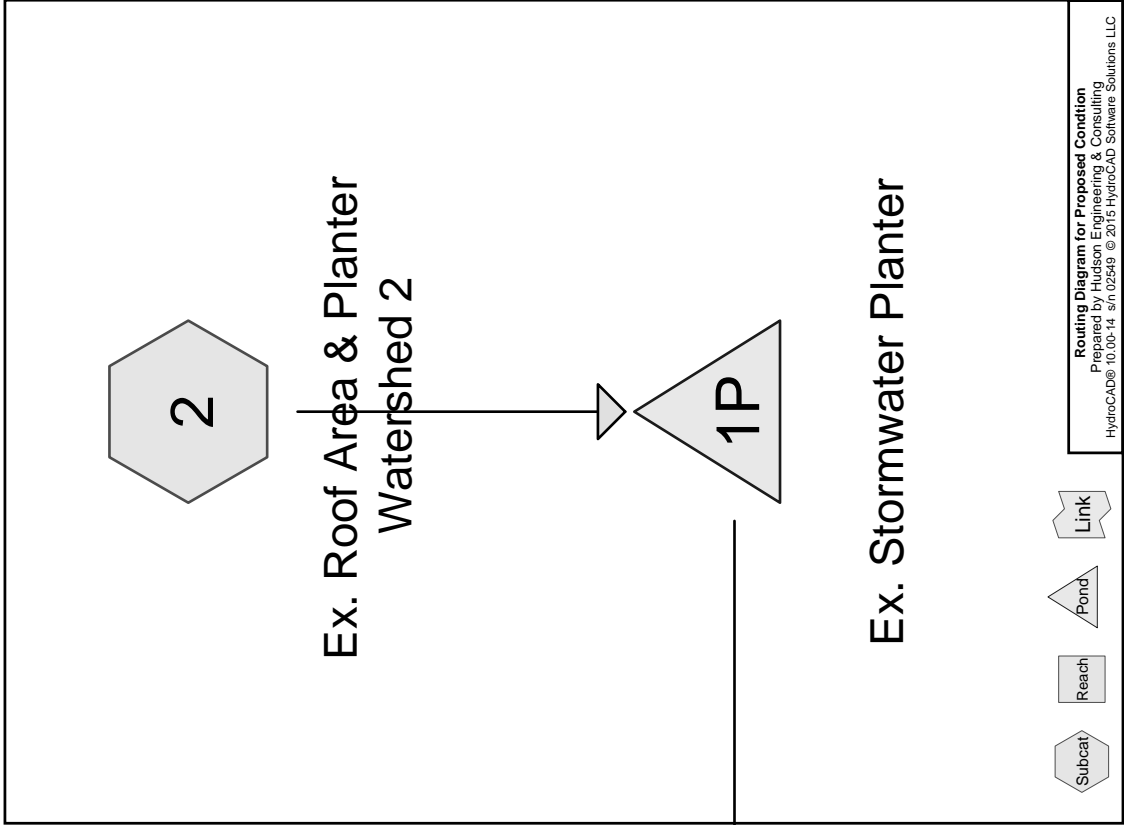 2
Ex. Roof Area & Planter
Watershed 2
1P
Ex. Stormwater Planter
Subcat
Reach
Pond
Link
Routing Diagram for Proposed Condtion
Prepared by Hudson Engineering & Consulting
HydroCAD® 10.00-14 s/n 02549 © 2015 HydroCAD Software Solutions LLC